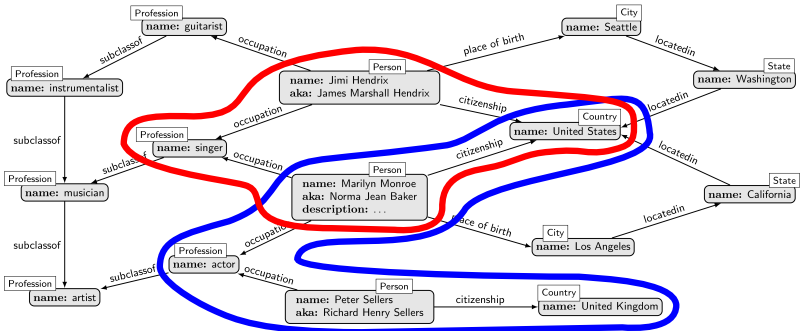 Profession
name: guitarist
City
name: Seattle
subclassof
occupation
place of birth
locatedin
Profession
name: instrumentalist
Person
name: Jimi Hendrix
aka: James Marshall Hendrix
State
name: Washington
occupation
citizenship
locatedin
Country
name: United States
subclassof
Profession
name: singer
subclassof
occupation
citizenship
locatedin
Profession
name: musician
Person
name: Marilyn Monroe
aka: Norma Jean Baker
description: ...
State
name: California
occupation
place of birth
locatedin
City
name: Los Angeles
subclassof
Profession
name: actor
subclassof
occupation
Profession
name: artist
Person
name: Peter Sellers
aka: Richard Henry Sellers
citizenship
Country
name: United Kingdom